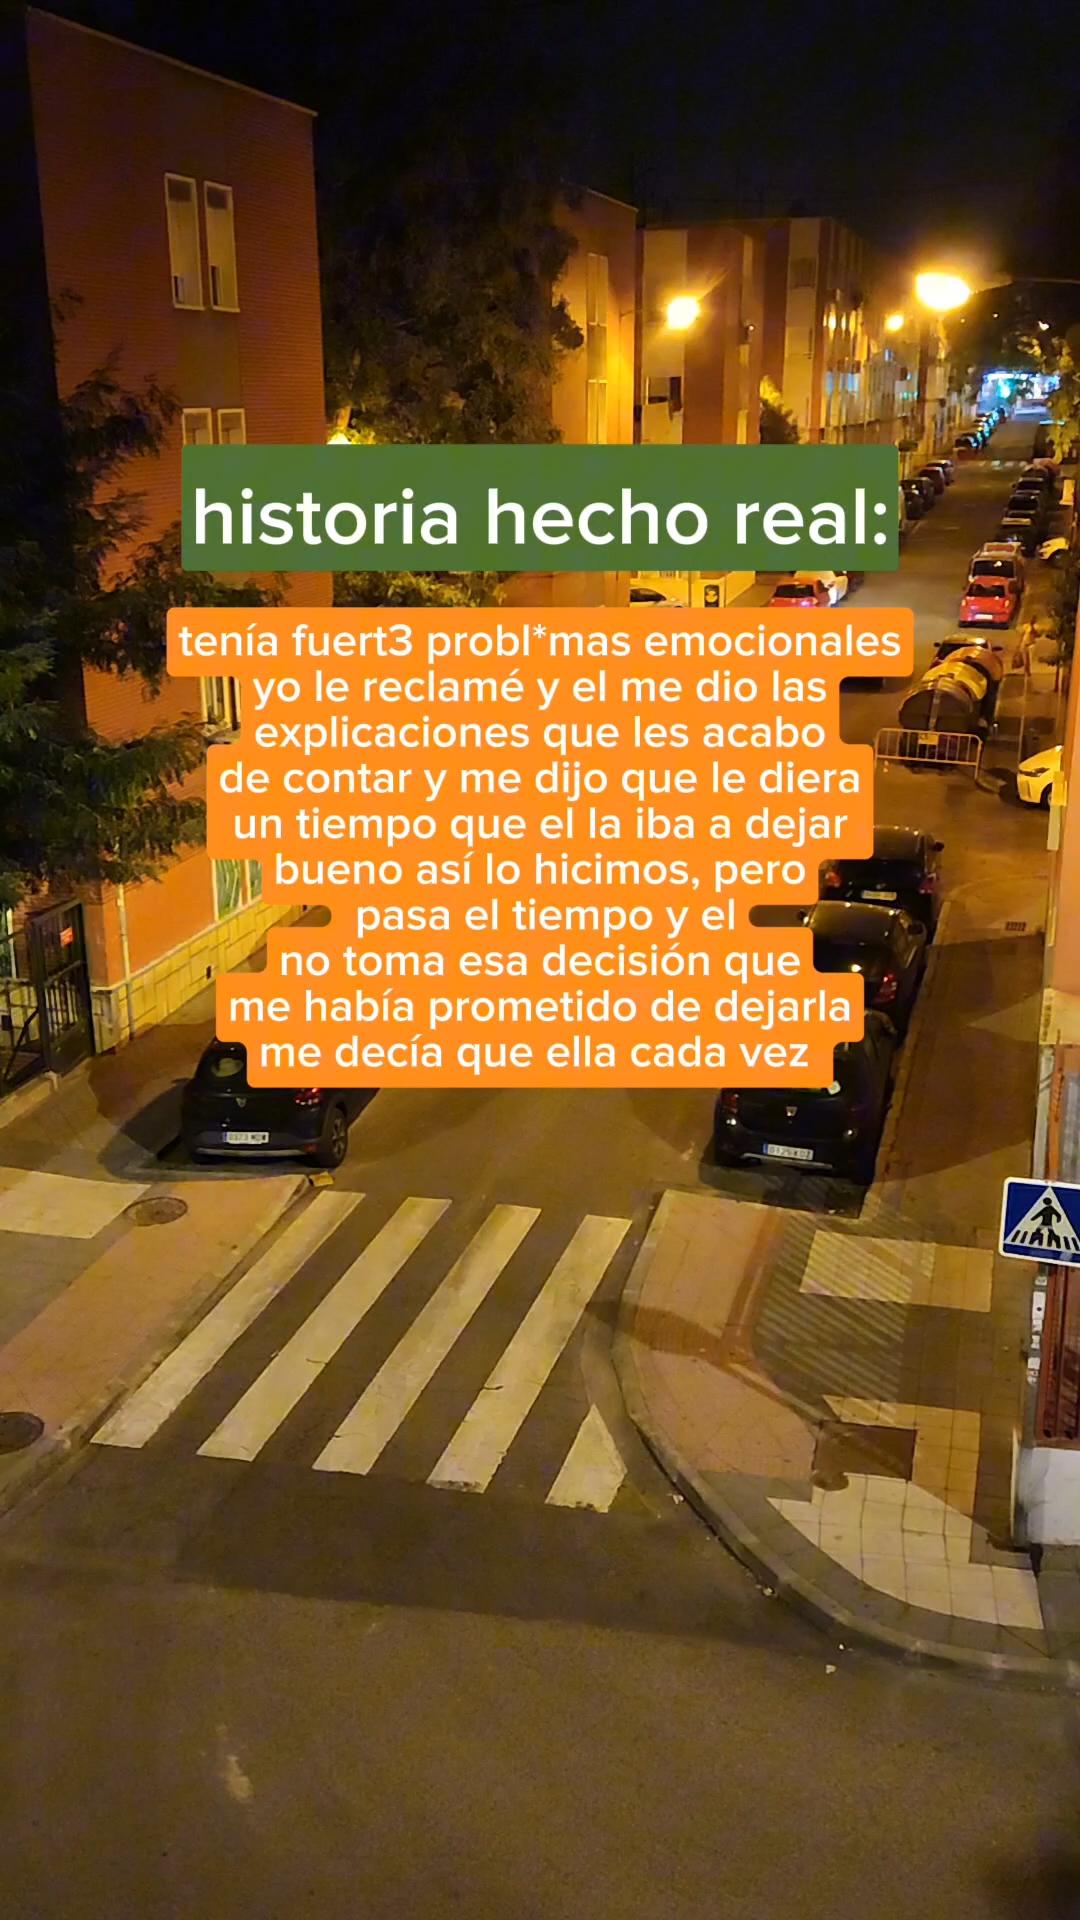 historia hecho real:
tenía fuert3 probl*mas emocionales
yo le reclamé y el me dio las
explicaciones que les acabo
de contar y me dijo que le diera
un tiempo que el la iba a dejar
bueno así lo hicimos, pero
pasa el tiempo y el
no toma esa decisión que
me había prometido de dejarla
me decía que ella cada vez